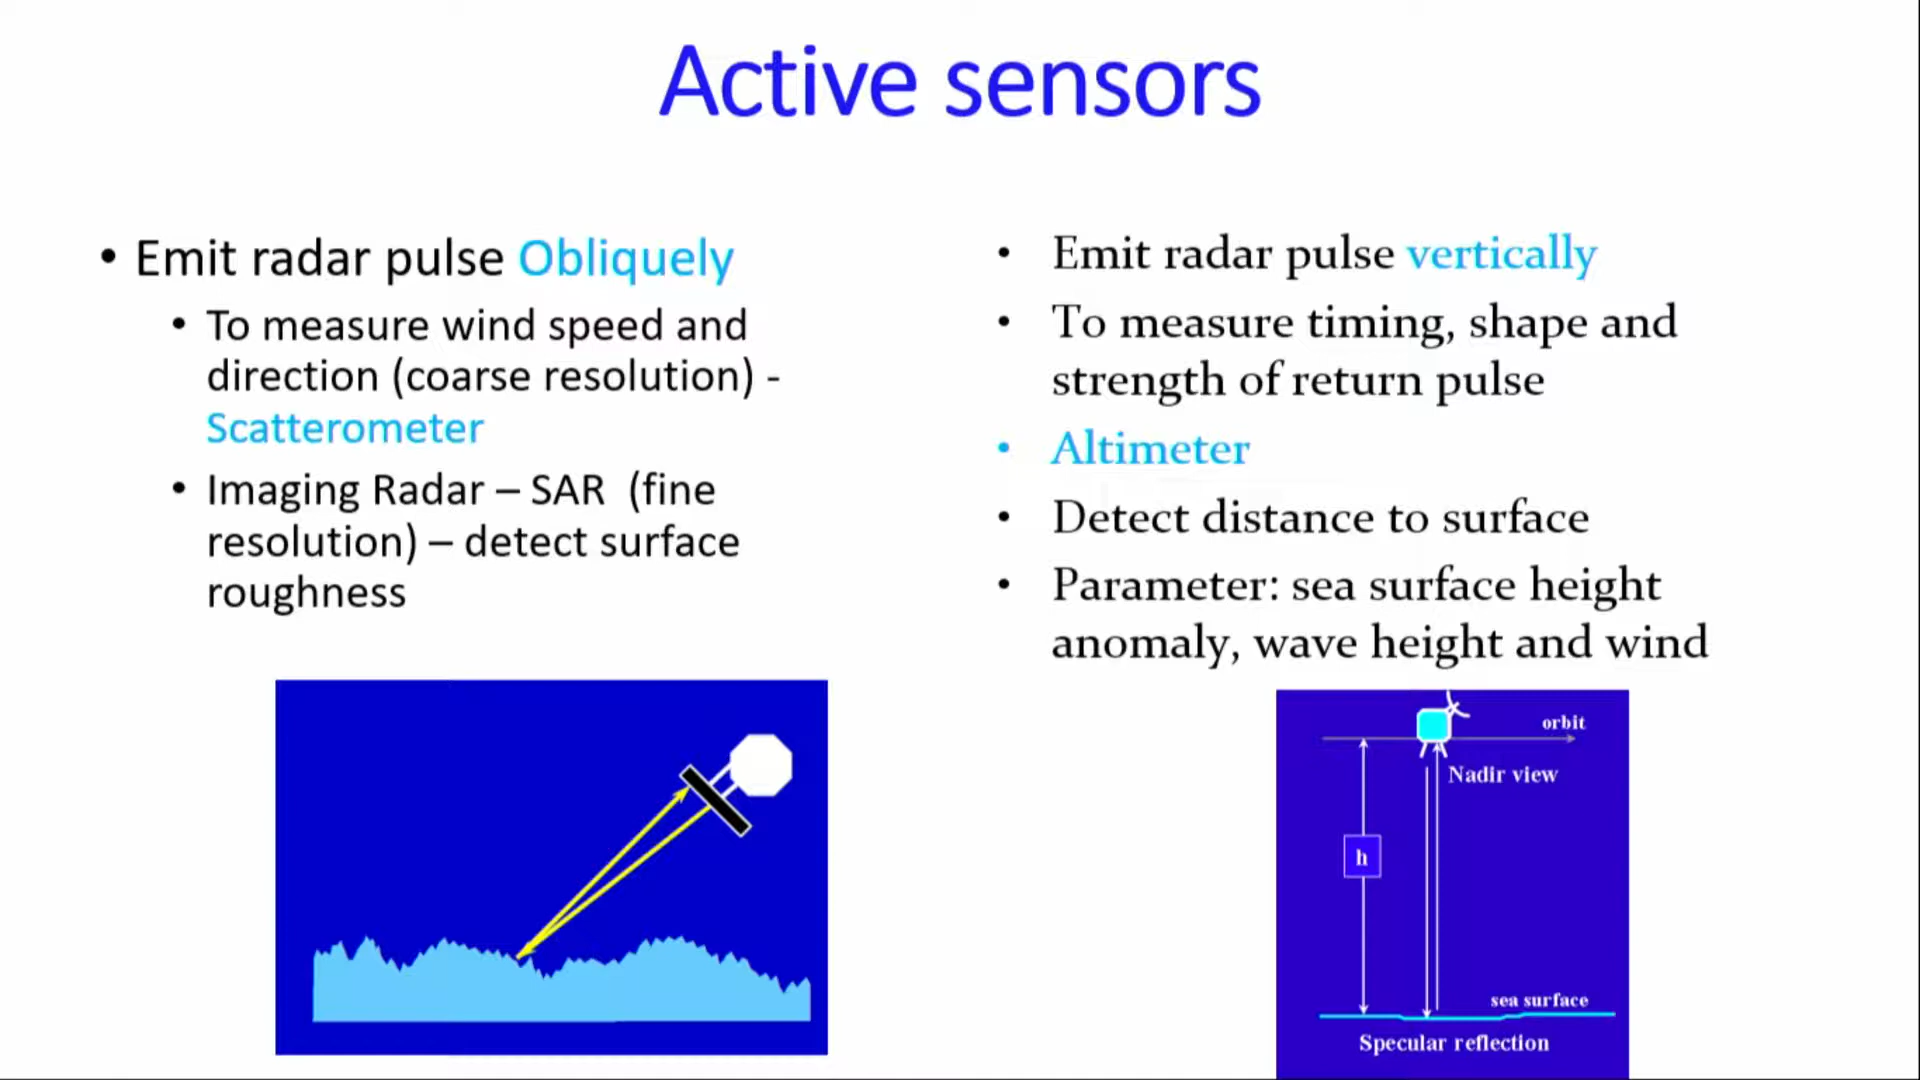 Active sensors
• Emit radar pulse Obliquely
• To measure wind speed and
direction (coarse resolution) -
Scatterometer
• Imaging Radar – SAR (fine
resolution) – detect surface
roughness
• Emit radar pulse vertically
• To measure timing, shape and
strength of return pulse
• Altimeter
• Detect distance to surface
• Parameter: sea surface height
anomaly, wave height and wind
orbit
Nadir view
h
sea surface
Specular reflection